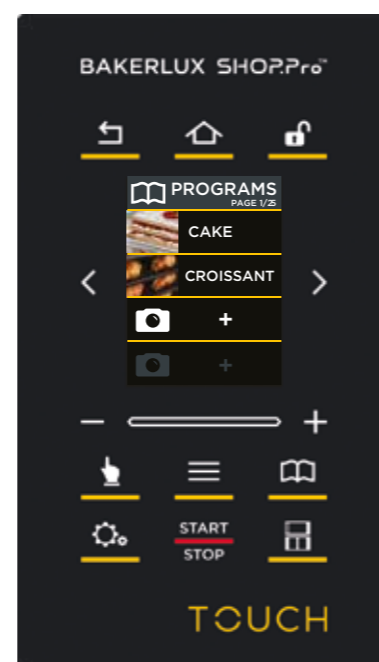 BAKERLUX SHOP.Pro™
PROGRAMS
PAGE 1/25
CAKE
CROISSANT
+
+
− +
START
STOP
TOUCH